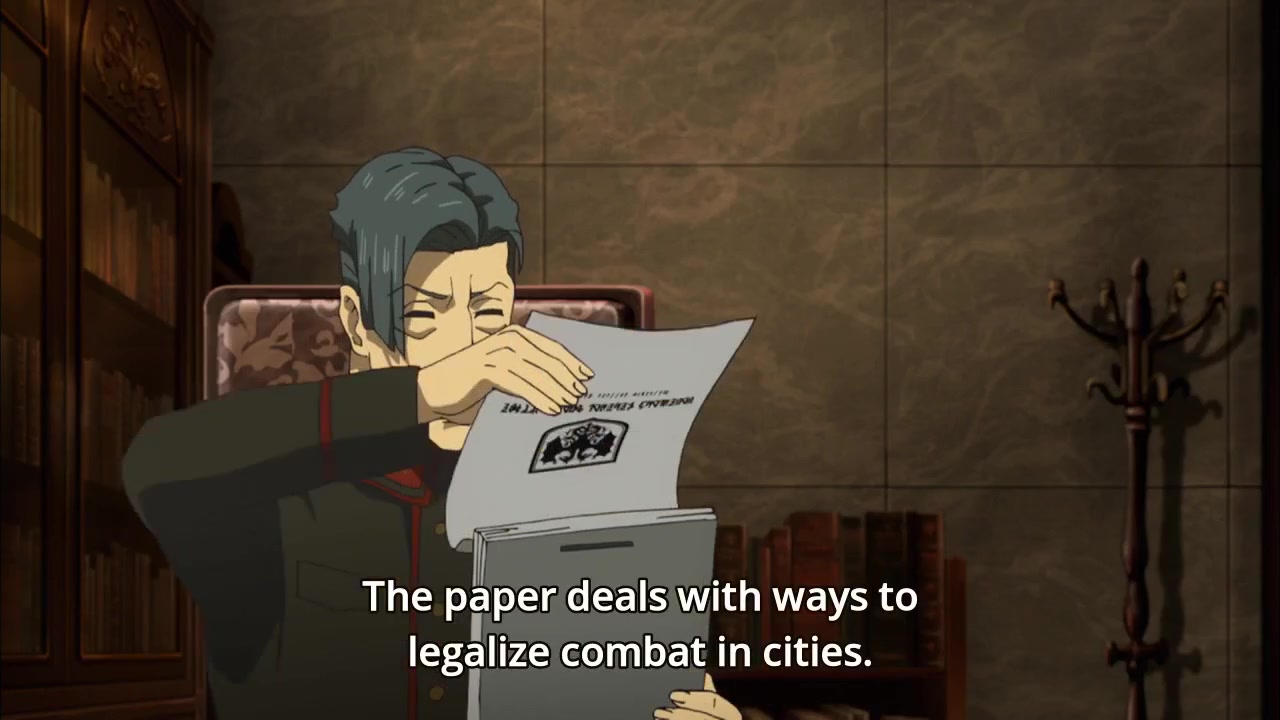 The paper deals with ways to
legalize combat in cities.